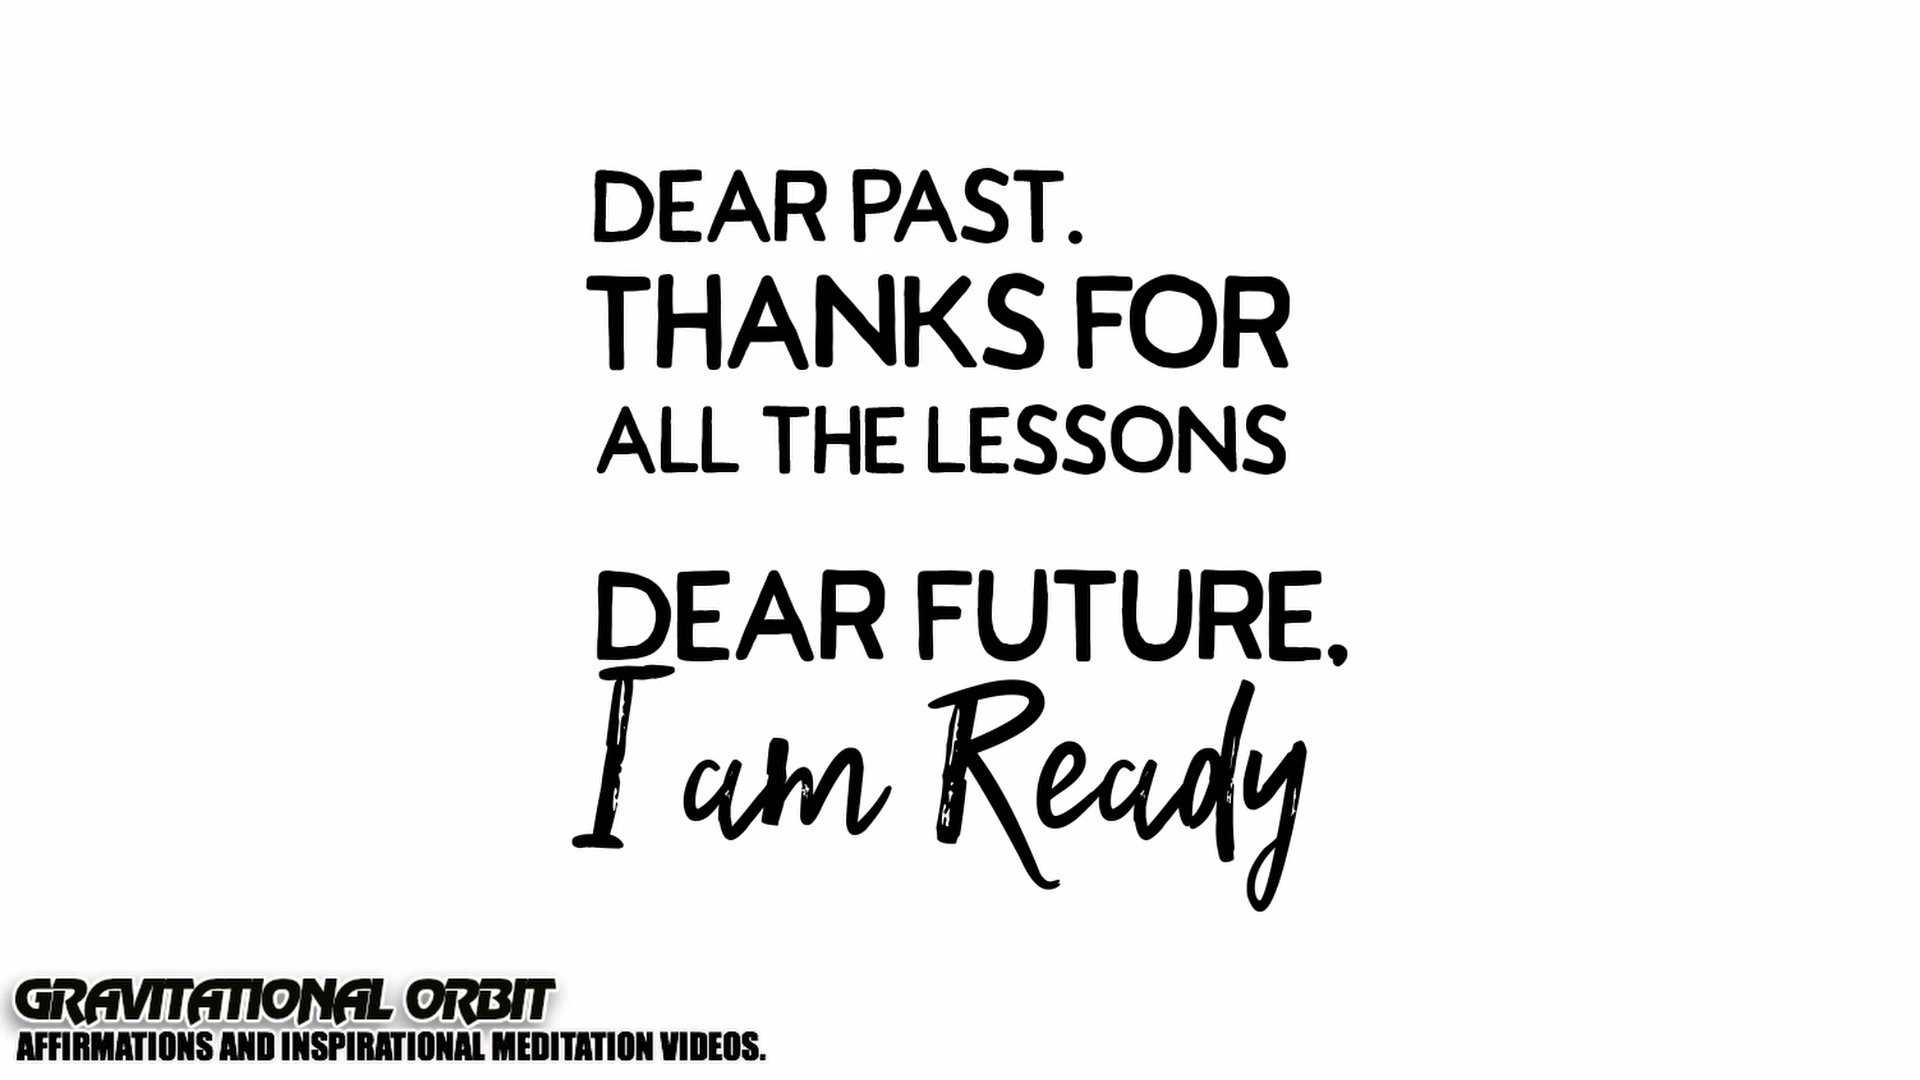 DEAR PAST.
THANKS FOR
ALL THE LESSONS
DEAR FUTURE,
I am Ready
GRAVITATIONAL ORBIT
AFFIRMATIONS AND INSPIRATIONAL MEDITATION VIDEOS.